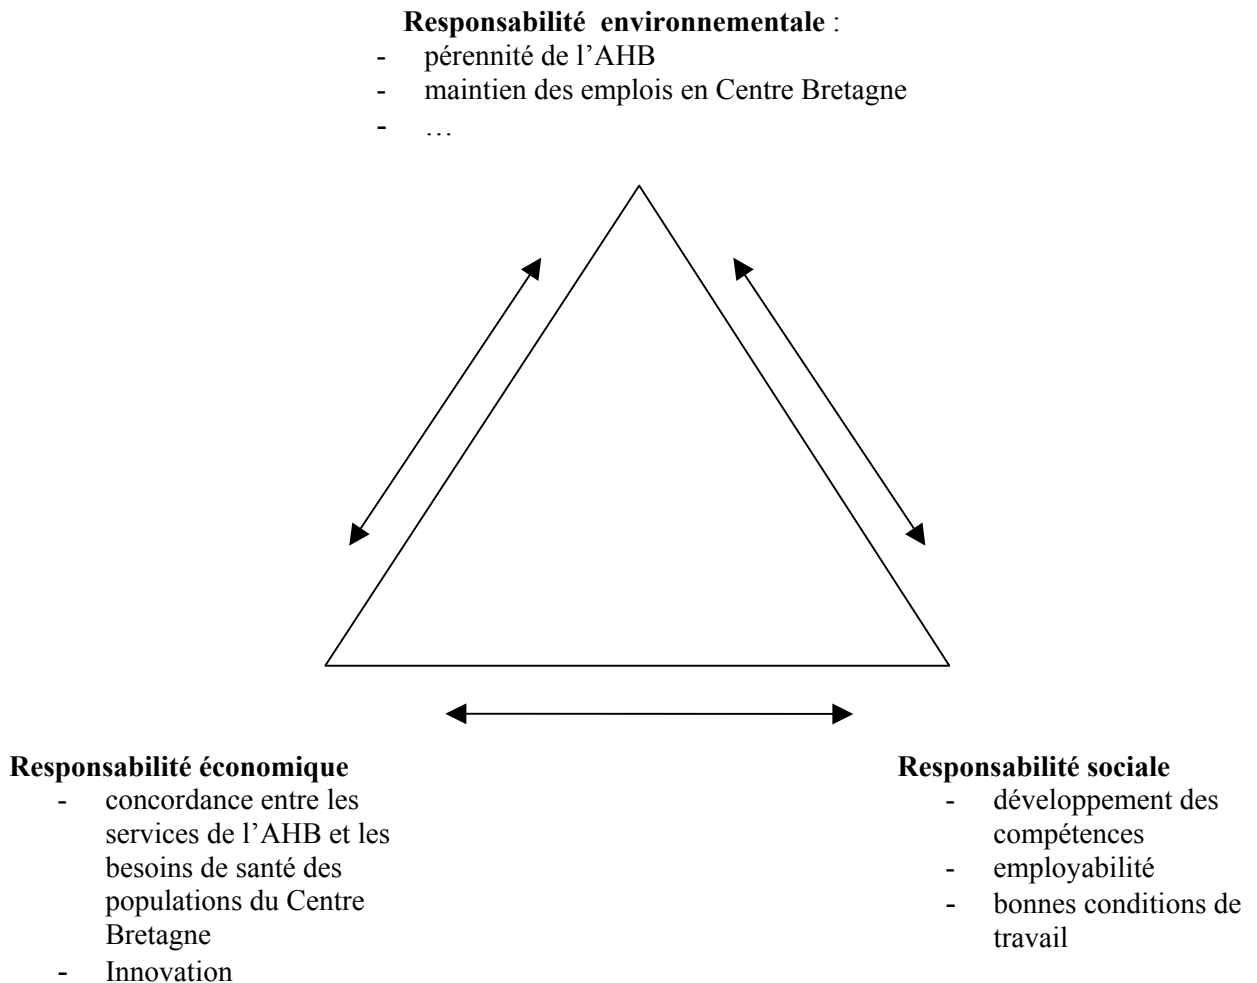 Responsabilité environnementale :
- pérennité de l’AHB
- maintien des emplois en Centre Bretagne
- …
Responsabilité économique
- concordance entre les
services de l’AHB et les
besoins de santé des
populations du Centre
Bretagne
- Innovation
Responsabilité sociale
- développement des
compétences
- employabilité
- bonnes conditions de
travail